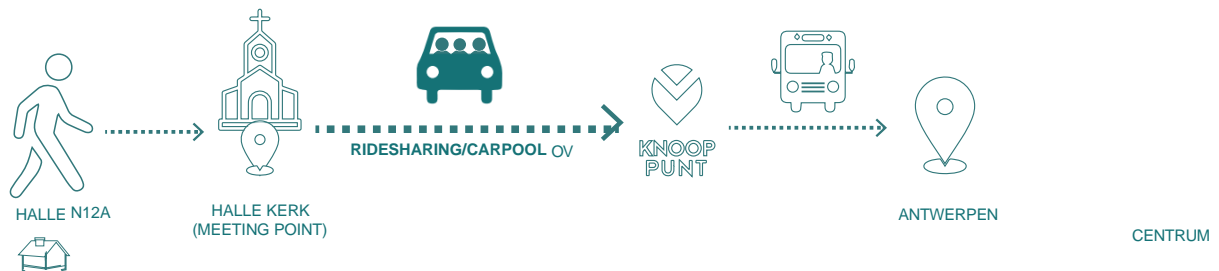 RIDESHARING/CARPOOL OV
KNOOP
PUNT
HALLE N12A
HALLE KERK
(MEETING POINT)
ANTWERPEN
CENTRUM